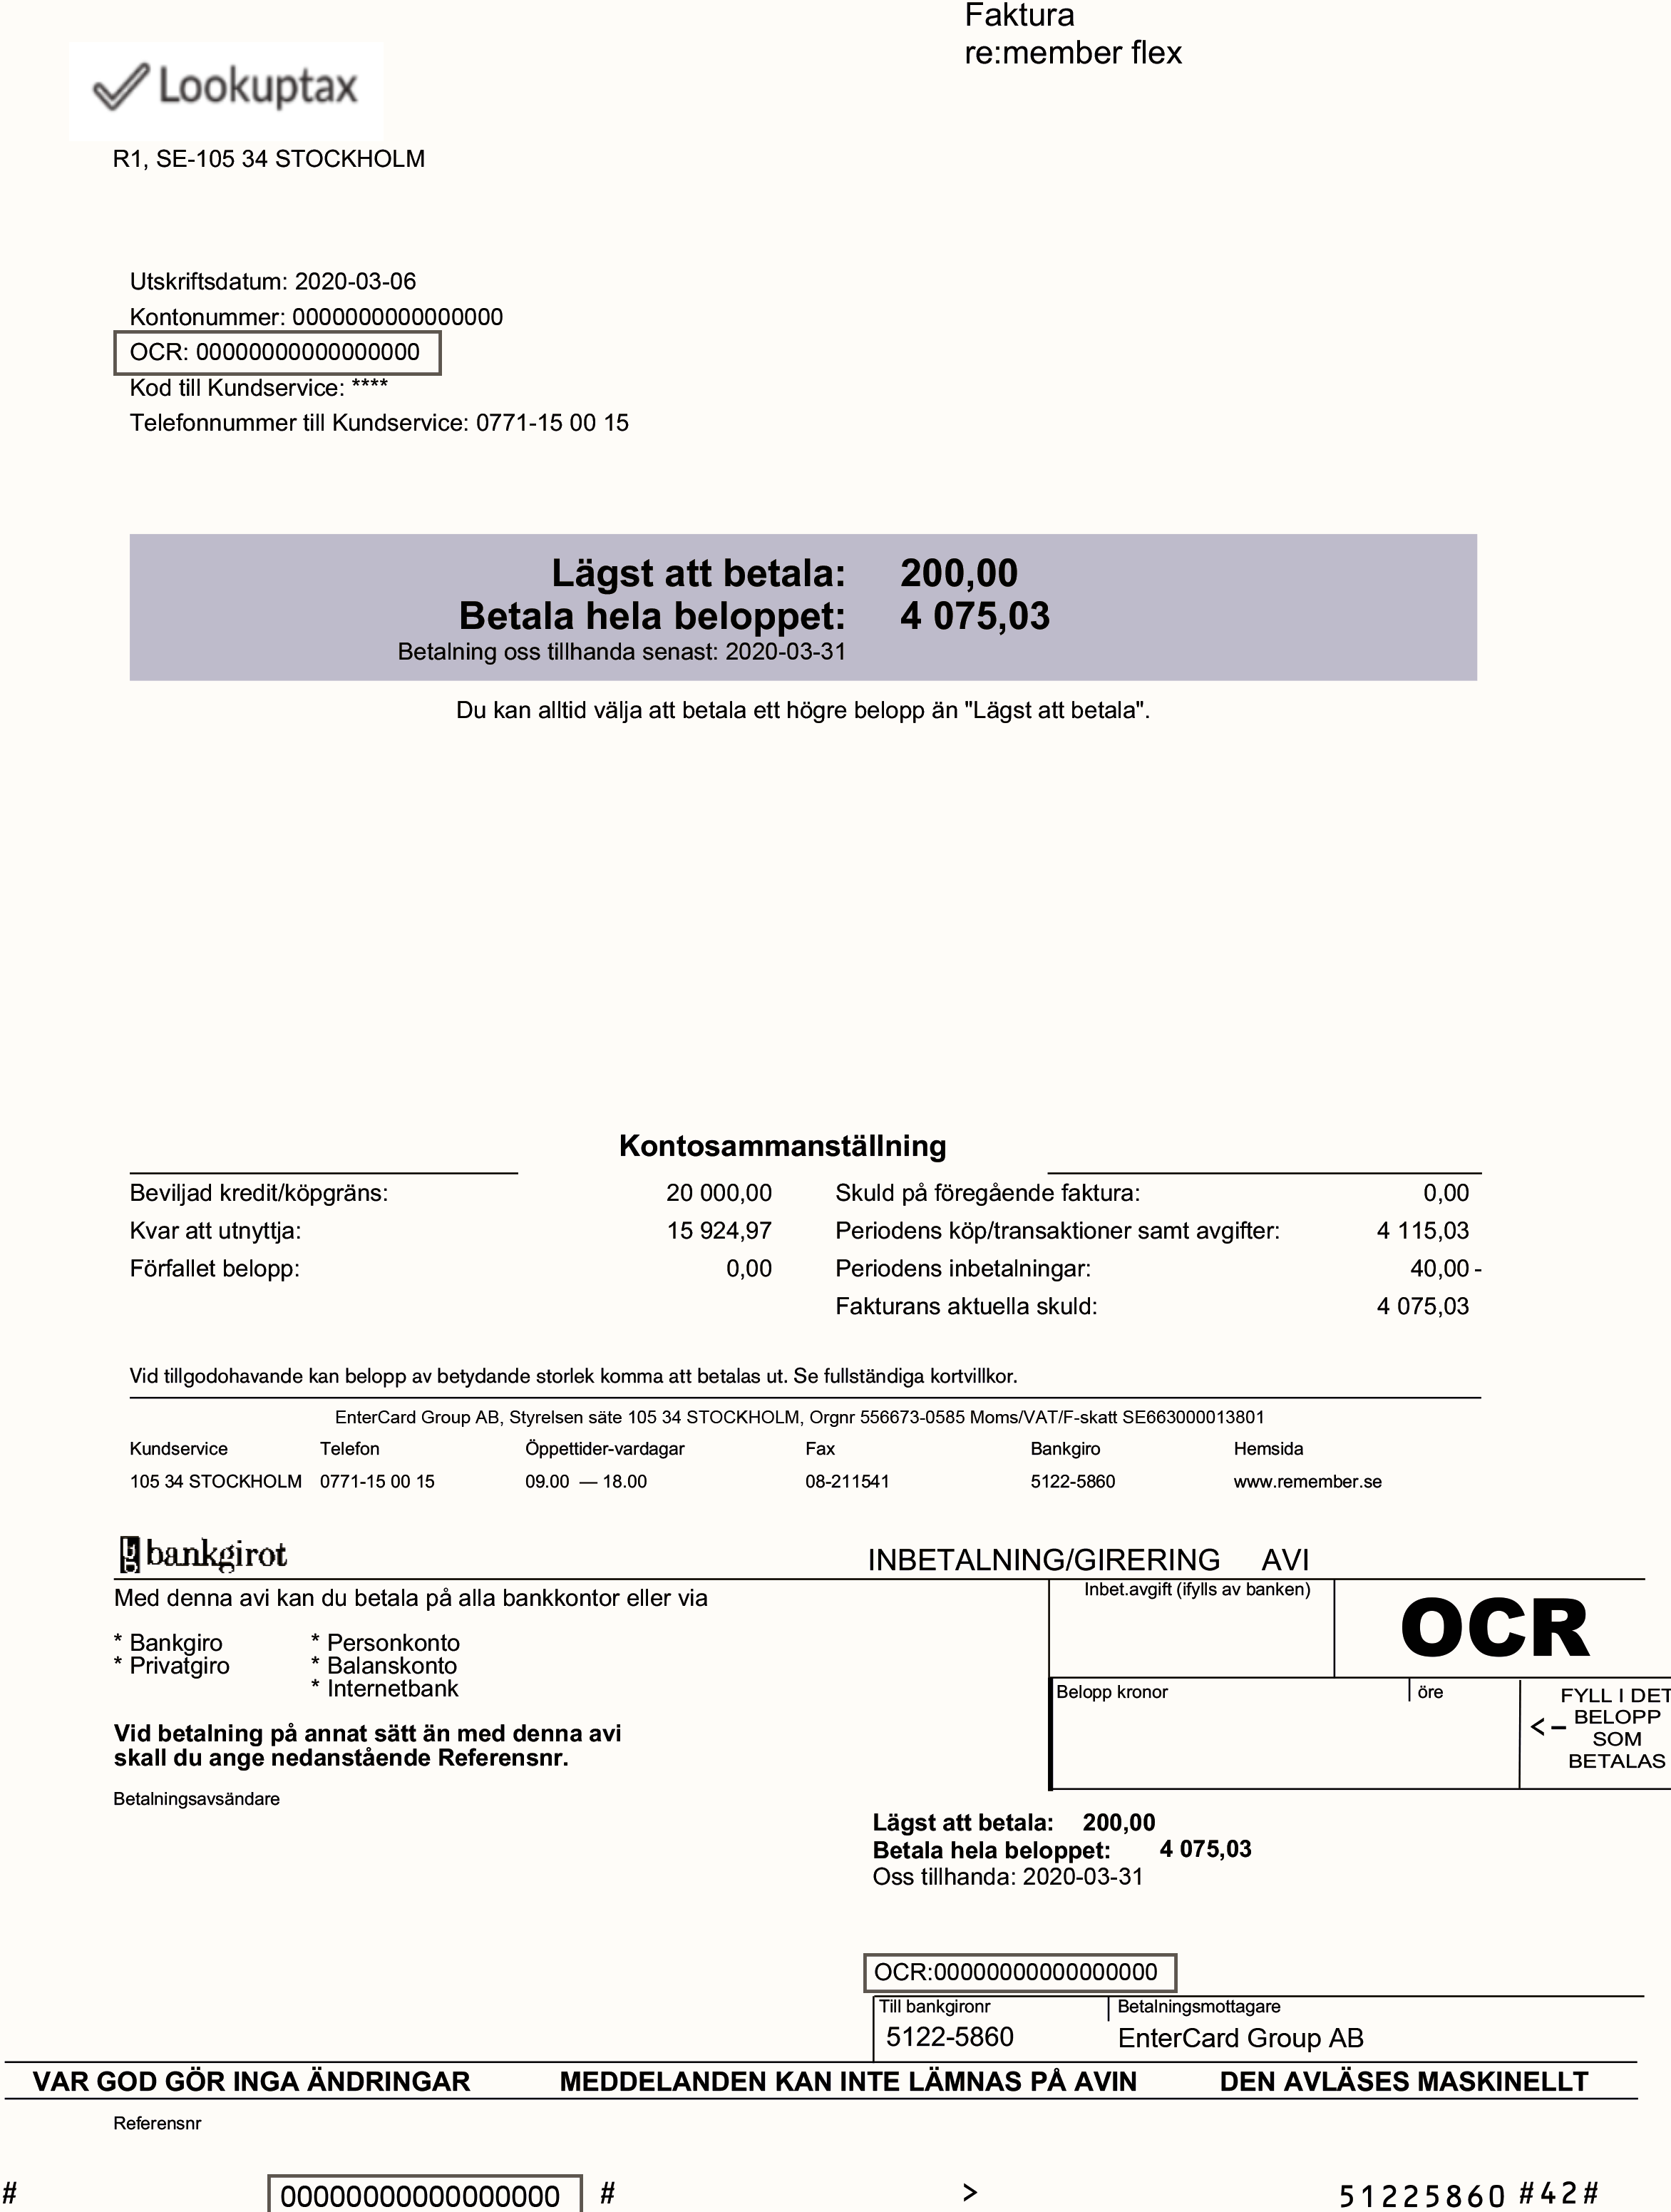 Faktura
re:member flex
Lookuptax
R1, SE-105 34 STOCKHOLM
Utskriftsdatum: 2020-03-06
Kontonummer: 0000000000000000
OCR: 00000000000000000
Kod till Kundservice: ****
Telefonnummer till Kundservice: 0771-15 00 15
Lägst att betala: 200,00
Betala hela beloppet: 4 075,03
Betalning oss tillhanda senast: 2020-03-31
Du kan alltid välja att betala ett högre belopp än "Lägst att betala".
Kontosammanställning
Beviljad kredit/köpgräns: 20 000,00 Skuld på föregående faktura: 0,00
Kvar att utnyttja: 15 924,97 Periodens köp/transaktioner samt avgifter: 4 115,03
Förfallet belopp: 0,00 Periodens inbetalningar: 40,00 -
Fakturans aktuella skuld: 4 075,03
Vid tillgodohavande kan belopp av betydande storlek komma att betalas ut. Se fullständiga kortvillkor.
EnterCard Group AB, Styrelsen säte 105 34 STOCKHOLM, Orgnr 556673-0585 Moms/VAT/F-skatt SE663000013801
Kundservice Telefon Öppettider-vardagar Fax Bankgiro Hemsida
105 34 STOCKHOLM 0771-15 00 15 09.00 — 18.00 08-211541 5122-5860 www.remember.se
bankgirot INBETALNING/GIRERING AVI
Med denna avi kan du betala på alla bankkontor eller via
* Bankgiro * Personkonto
* Privatgiro * Balanskonto
* Internetbank
Vid betalning på annat sätt än med denna avi
skall du ange nedanstående Referensnr.
Betalningsavsändare
Inbet.avgift (ifylls av banken)
OCR
Belopp kronor öre
FYLL I DET
<– BELOPP
SOM
BETALAS
Lägst att betala: 200,00
Betala hela beloppet: 4 075,03
Oss tillhanda: 2020-03-31
OCR:00000000000000000
Till bankgironr Betalningsmottagare
5122-5860 EnterCard Group AB
VAR GOD GÖR INGA ÄNDRINGAR MEDDELANDEN KAN INTE LÄMNAS PÅ AVIN DEN AVLÄSES MASKINELLT
Referensnr
# 00000000000000000 # > 51225860 #42#